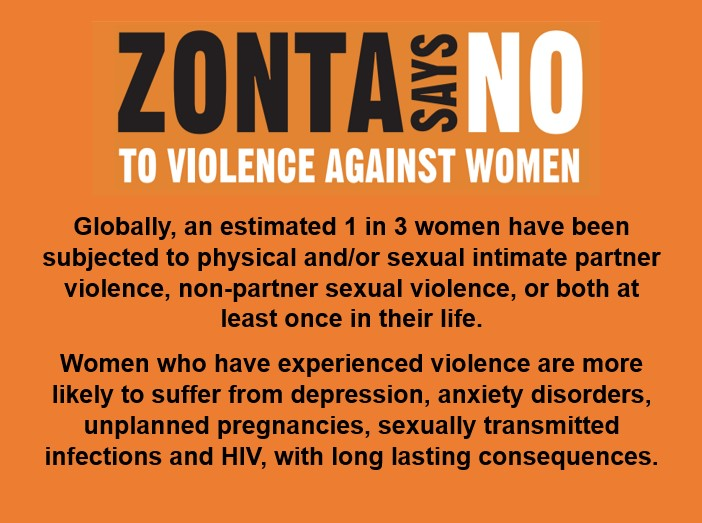 ZONTA SAYS NO
TO VIOLENCE AGAINST WOMEN
Globally, an estimated 1 in 3 women have been
subjected to physical and/or sexual intimate partner
violence, non-partner sexual violence, or both at
least once in their life.
Women who have experienced violence are more
likely to suffer from depression, anxiety disorders,
unplanned pregnancies, sexually transmitted
infections and HIV, with long lasting consequences.